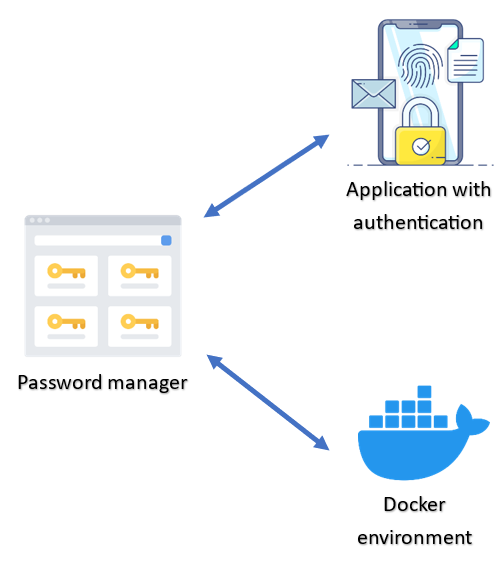 Application with
authentication
Password manager
Docker
environment